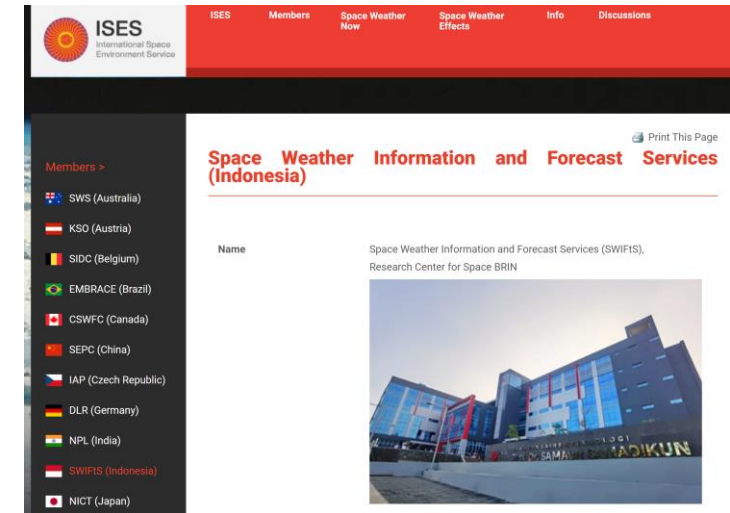 ISES
International Space
Environment Service
ISES
Members
Space Weather
Now
Space Weather
Effects
Info
Discussions
Print This Page
Members >
SWS (Australia)
KSO (Austria)
SIDC (Belgium)
EMBRACE (Brazil)
CSWFC (Canada)
SEPC (China)
IAP (Czech Republic)
DLR (Germany)
NPL (India)
SWIFtS (Indonesia)
NICT (Japan)
Space Weather Information and Forecast Services
(Indonesia)
Name
Space Weather Information and Forecast Services (SWIFtS),
Research Center for Space BRIN